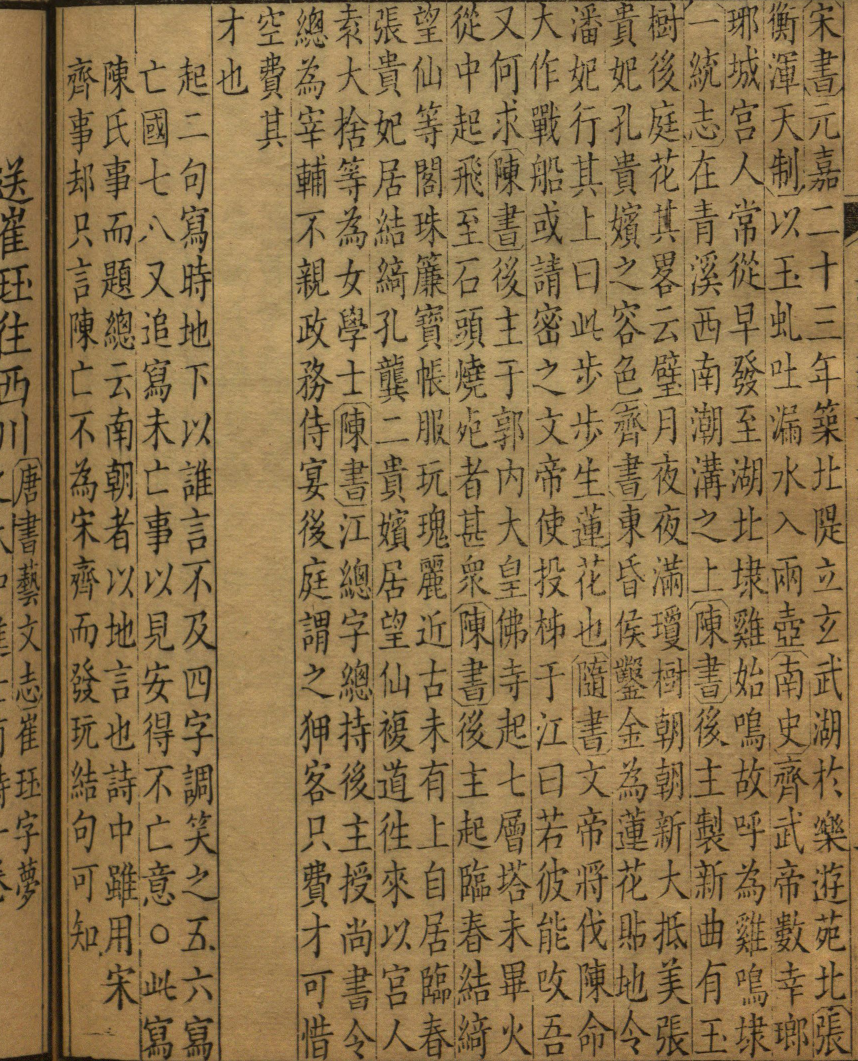 宋書元嘉二十三年築北隄立玄武湖於樂遊苑北張
衡渾天制以玉虬吐漏水入兩壺南史齊武帝數幸瑯
琊城宮人常從早發至湖北埭雞始鳴故呼為雞鳴埭
一統志在青溪西南潮溝之上陳書後主製新曲有玉
樹後庭花其畧云璧月夜夜滿瓊樹朝朝新大抵美張
貴妃孔貴嬪之容色齊書東昏侯鑿金為蓮花貼地令
潘妃行其上曰此步步生蓮花也隨書文帝將伐陳命
大作戰船或請密之文帝使投柹于江曰若彼能改吾
又何求陳書後主于郭內大皇佛寺起七層塔未畢火
從中起飛至石頭燒死者甚衆陳書後主起臨春結綺
望仙等閣珠簾寶帳服玩瑰麗近古未有上自居臨春
張貴妃居結綺孔龔二貴嬪居望仙複道徃來以宮人
袁大捨等為女學士陳書江總字總持後主授尚書令
總為宰輔不親政務侍宴後庭謂之狎客只費才可惜
空費其
才也
起二句寫時地下以誰言不及四字調笑之五六寫
亡國七八又追寫未亡事以見安得不亡意○此寫
陳氏事而題總云南朝者以地言也詩中雖用宋
齊事却只言陳亡不為宋齊而發玩結句可知
送崔珏往西川
唐書藝文志崔珏字夢